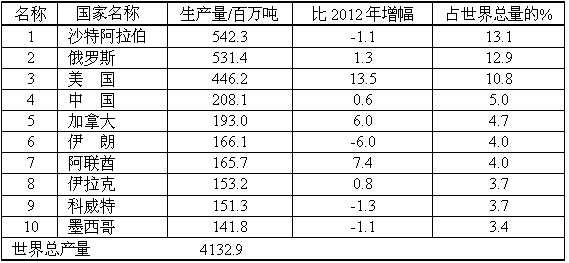 名称 国家名称 生产量/百万吨 比2012年增幅 占世界总量的%
1 沙特阿拉伯 542.3 -1.1 13.1
2 俄罗斯 531.4 1.3 12.9
3 美 国 446.2 13.5 10.8
4 中 国 208.1 0.6 5.0
5 加拿大 193.0 6.0 4.7
6 伊 朗 166.1 -6.0 4.0
7 阿联酋 165.7 7.4 4.0
8 伊拉克 153.2 0.8 3.7
9 科威特 151.3 -1.3 3.7
10 墨西哥 141.8 -1.1 3.4
世界总产量 4132.9